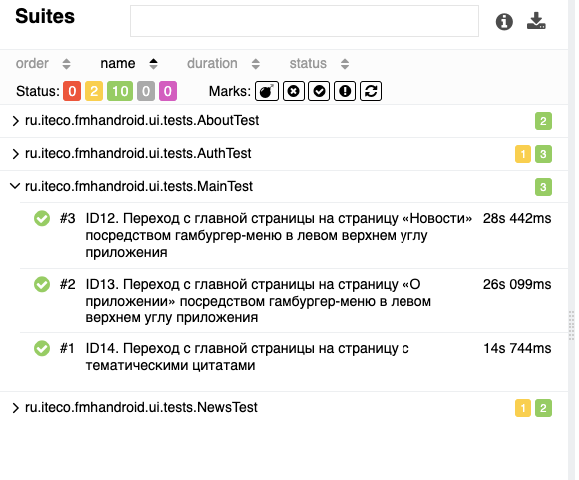 Suites
order name duration status
Status: 0 2 10 0 0 Marks:
ru.iteco.fmhandroid.ui.tests.AboutTest 2
ru.iteco.fmhandroid.ui.tests.AuthTest 1 3
ru.iteco.fmhandroid.ui.tests.MainTest 3
#3 ID12. Переход с главной страницы на страницу «Новости» 28s 442ms
посредством гамбургер-меню в левом верхнем углу
приложения
#2 ID13. Переход с главной страницы на страницу «О 26s 099ms
приложении» посредством гамбургер-меню в левом
верхнем углу приложения
#1 ID14. Переход с главной страницы на страницу с 14s 744ms
тематическими цитатами
ru.iteco.fmhandroid.ui.tests.NewsTest 1 2